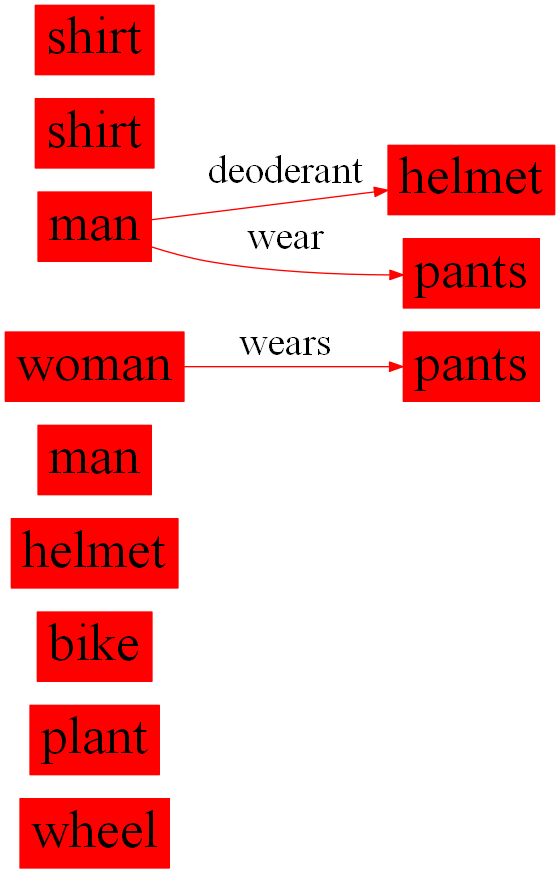 shirt
shirt
deoderant
helmet
man
wear
pants
wears
woman
pants
man
helmet
bike
plant
wheel